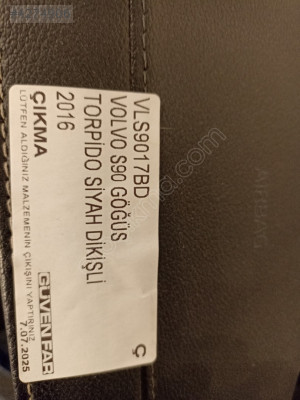 VLS9017BD
VOLVO S90 GÖĞÜS
TORPİDO SİYAH DİKİŞLİ
2016
Ç
ÇIKMA
LÜTFEN ALDIĞINIZ MALZEMENİN ÇIKIŞINI YAPTIRINIZ
GÜVENFAR
7.07.2025
AIRBAG